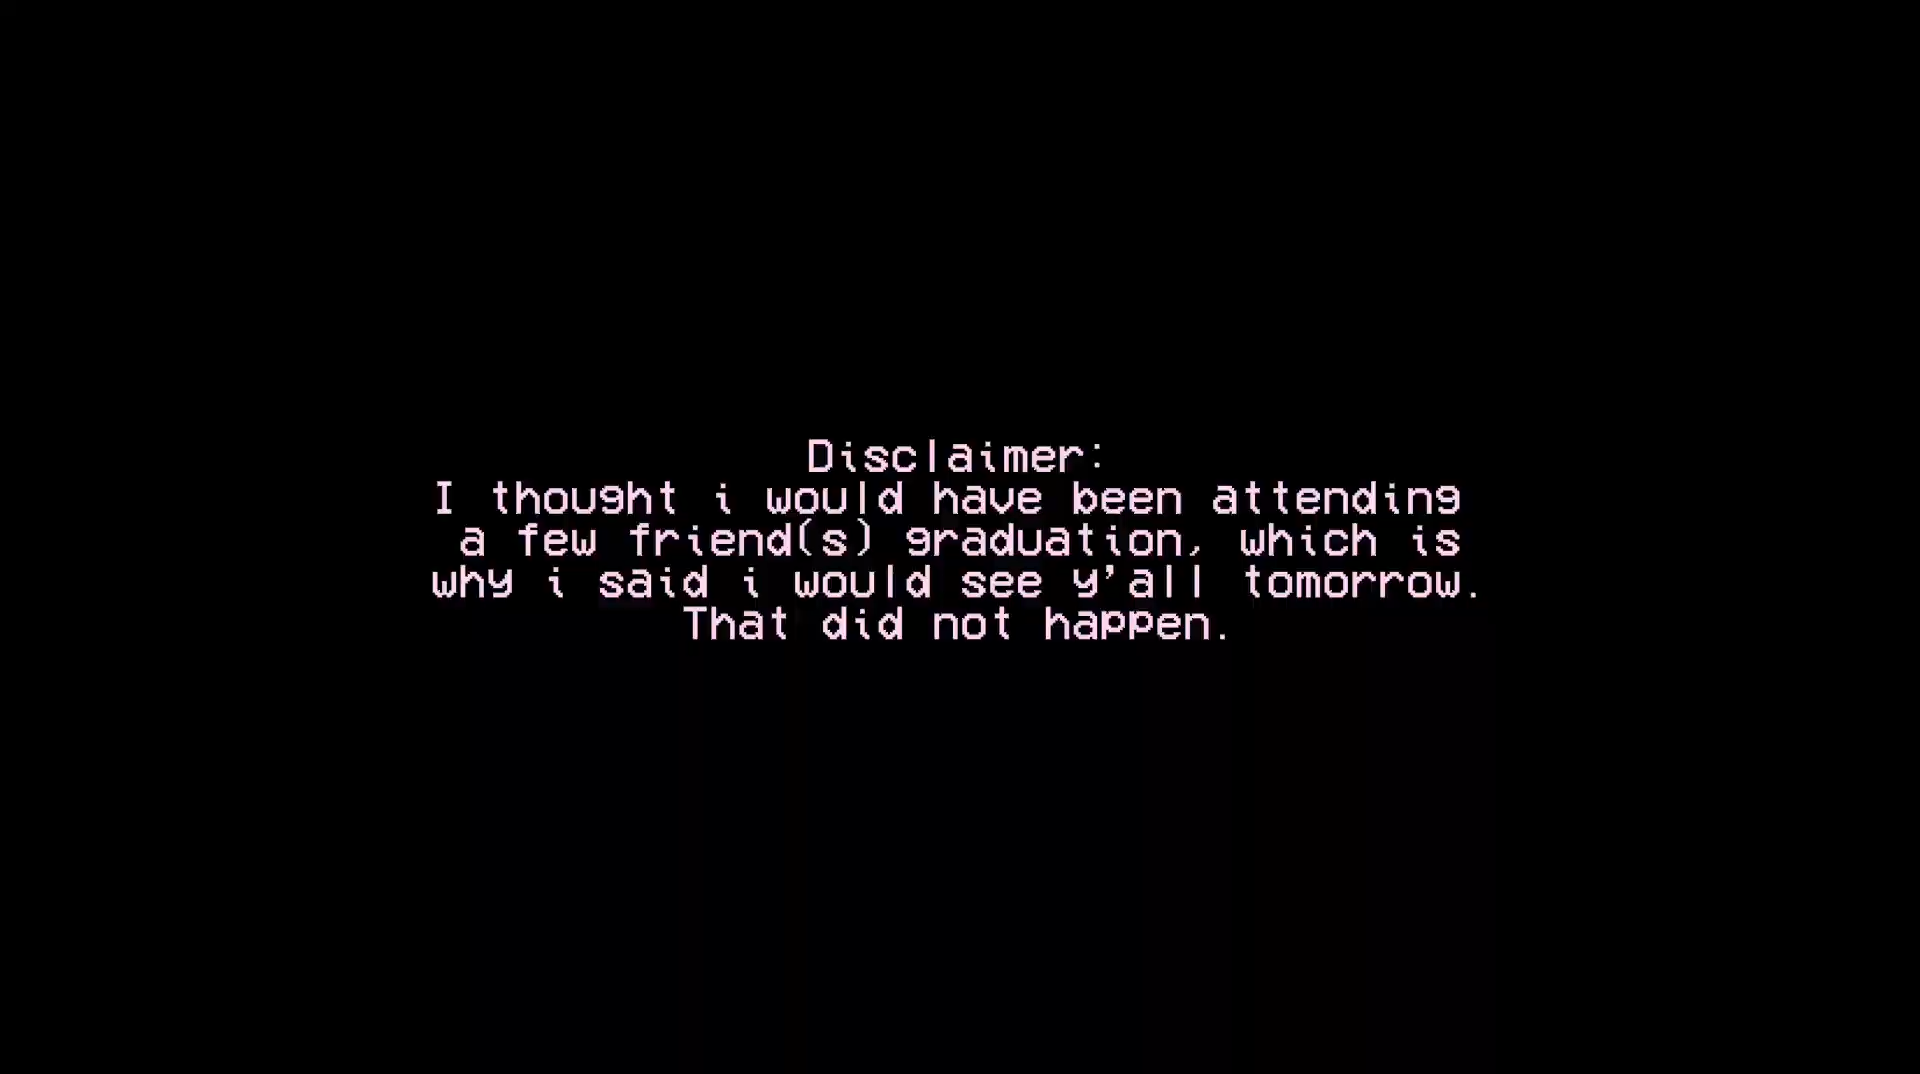 Disclaimer:
I thought i would have been attending
a few friend(s) graduation, which is
why i said i would see y'all tomorrow.
That did not happen.